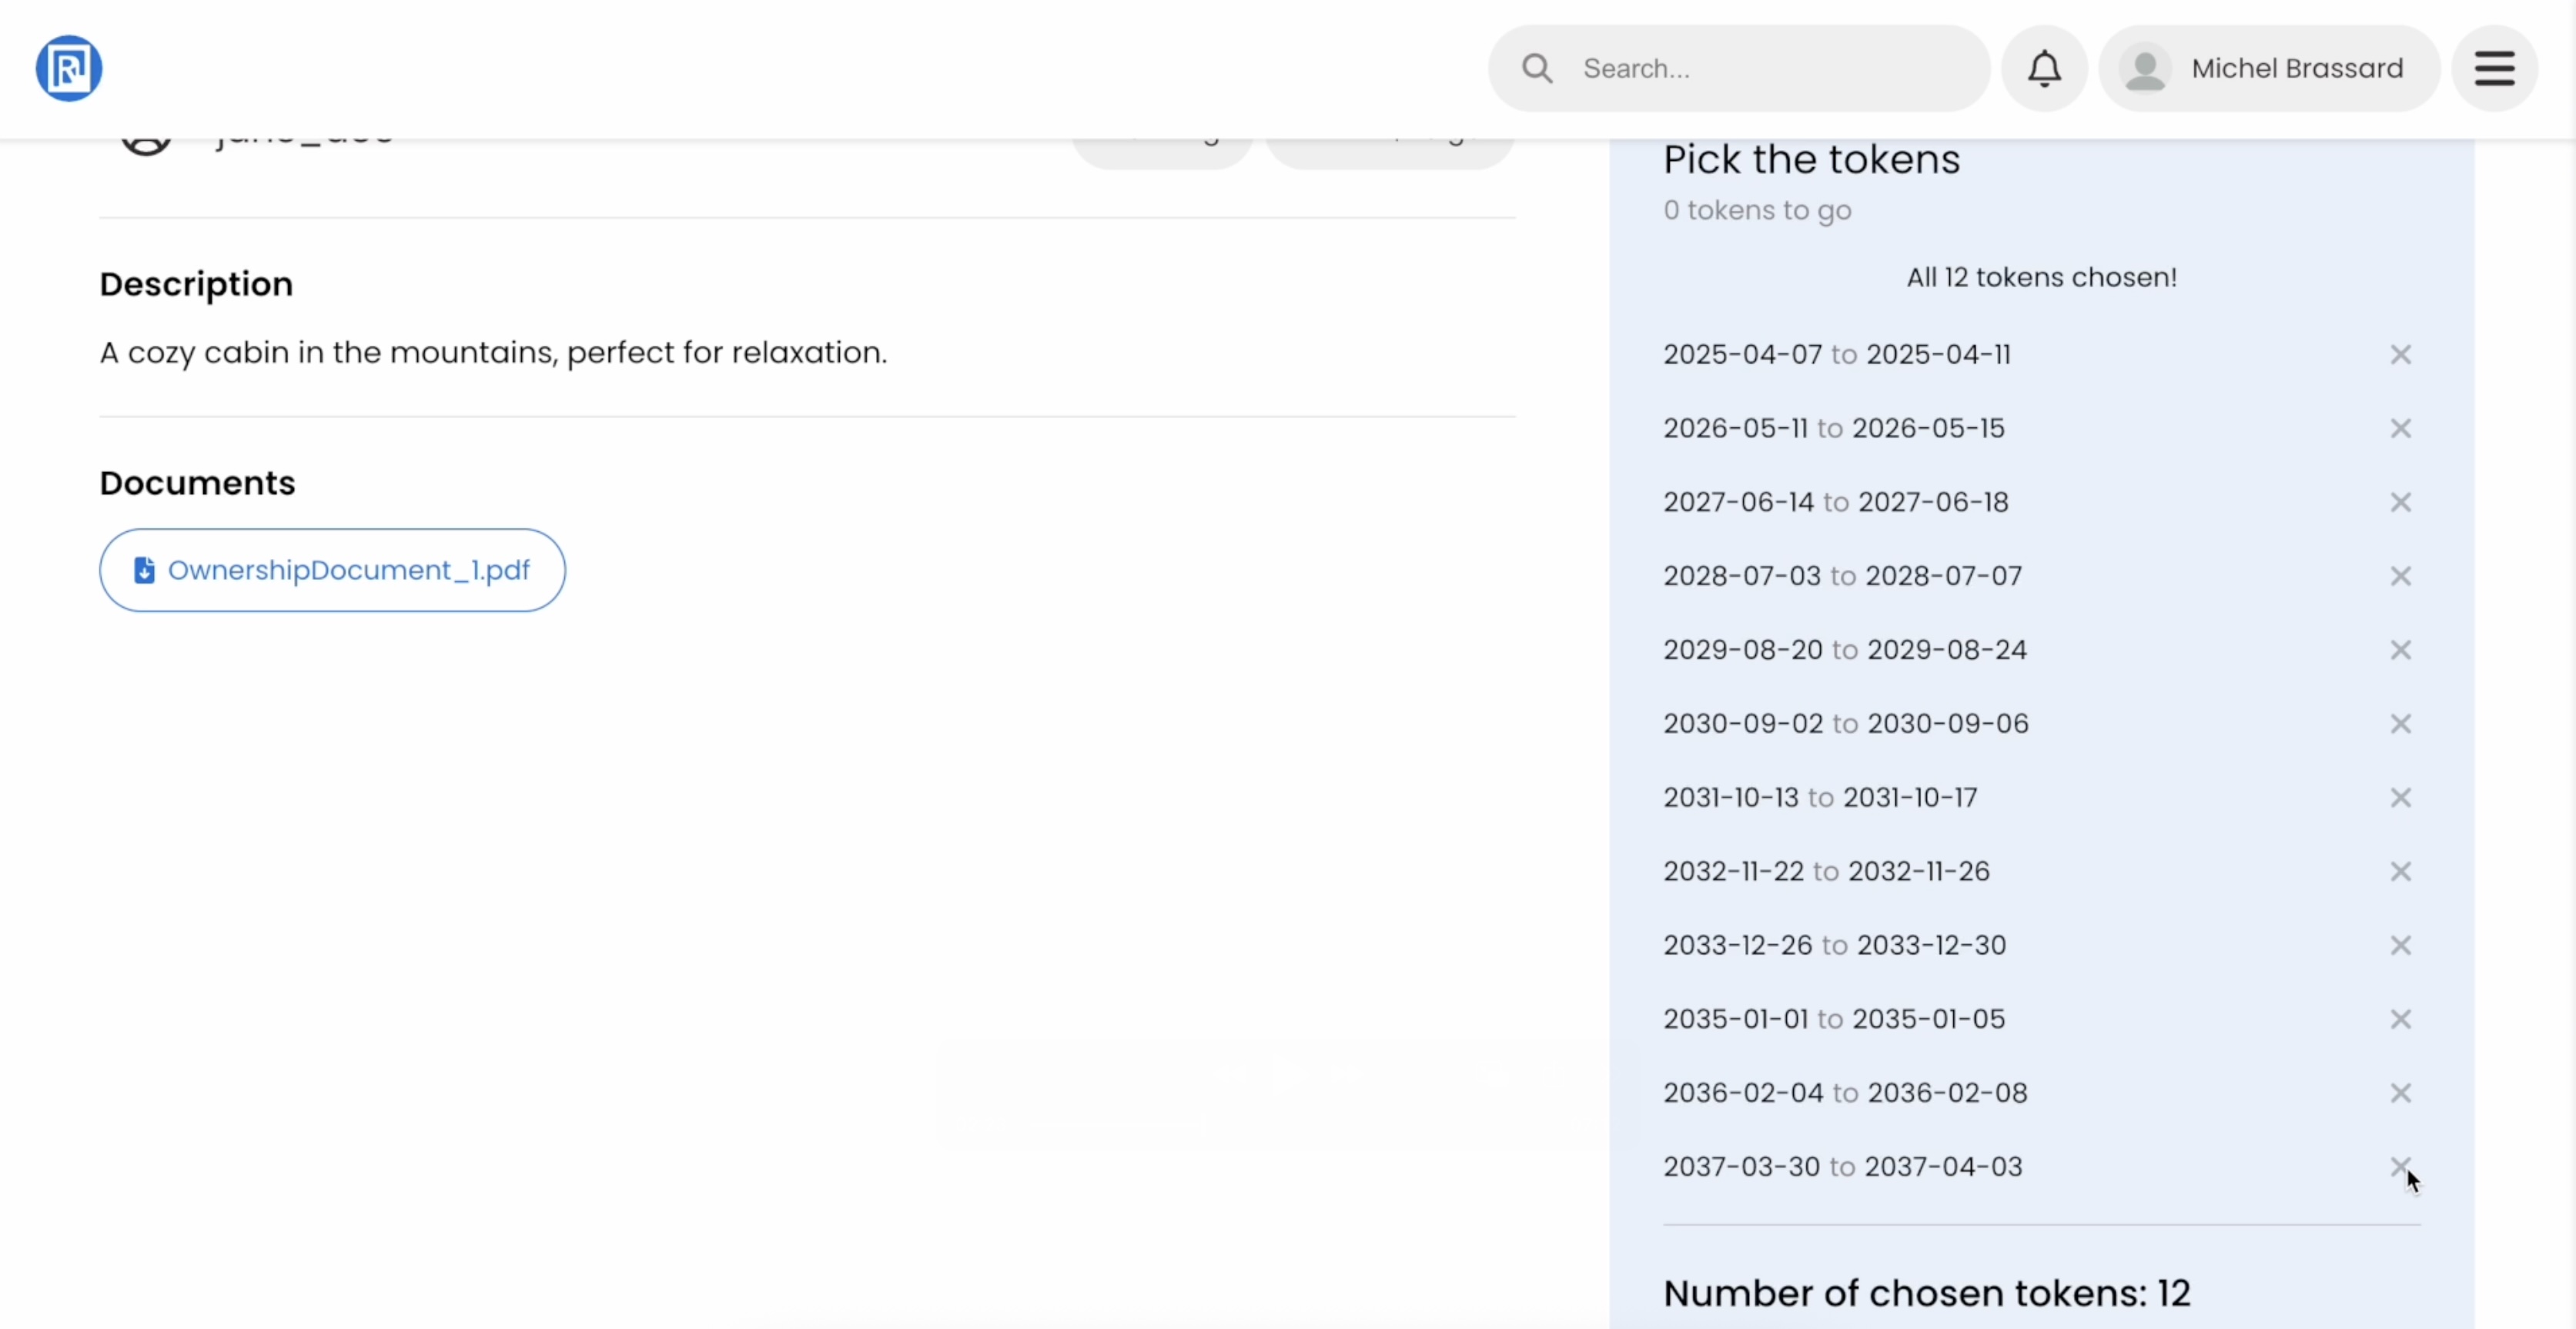 Search...
Michel Brassard
Pick the tokens
0 tokens to go
All 12 tokens chosen!
Description
A cozy cabin in the mountains, perfect for relaxation.
Documents
OwnershipDocument_1.pdf
2025-04-07 to 2025-04-11
2026-05-11 to 2026-05-15
2027-06-14 to 2027-06-18
2028-07-03 to 2028-07-07
2029-08-20 to 2029-08-24
2030-09-02 to 2030-09-06
2031-10-13 to 2031-10-17
2032-11-22 to 2032-11-26
2033-12-26 to 2033-12-30
2035-01-01 to 2035-01-05
2036-02-04 to 2036-02-08
2037-03-30 to 2037-04-03
Number of chosen tokens: 12